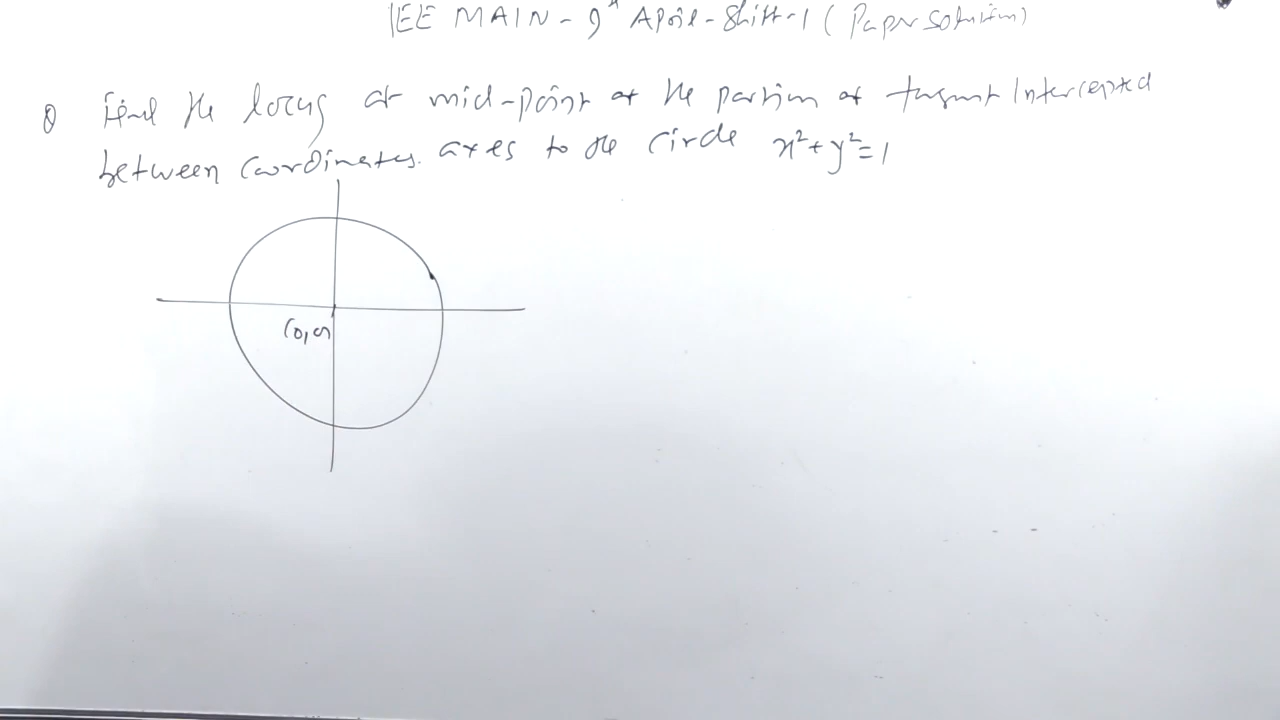 JEE MAIN - 9th April - Shift-1 ( Paper solution)
Q Find the locus of mid-point of the portion of tangent Intercepted
between coordinates. axes to the circle x²+y²=1
(0,0)